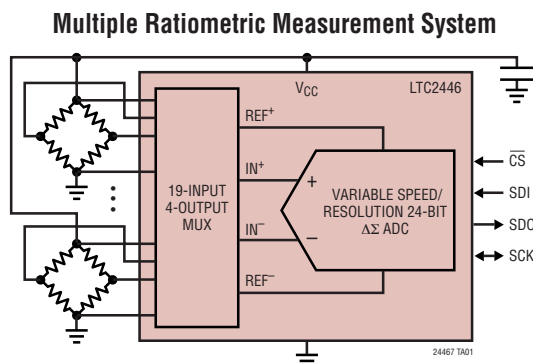 Multiple Ratiometric Measurement System
VCC
LTC2446
19-INPUT
4-OUTPUT
MUX
REF+
IN+
IN–
REF–
+
–
VARIABLE SPEED/
RESOLUTION 24-BIT
ΔΣ ADC
C̅S̅
SDI
SDO
SCK
24467 TA01